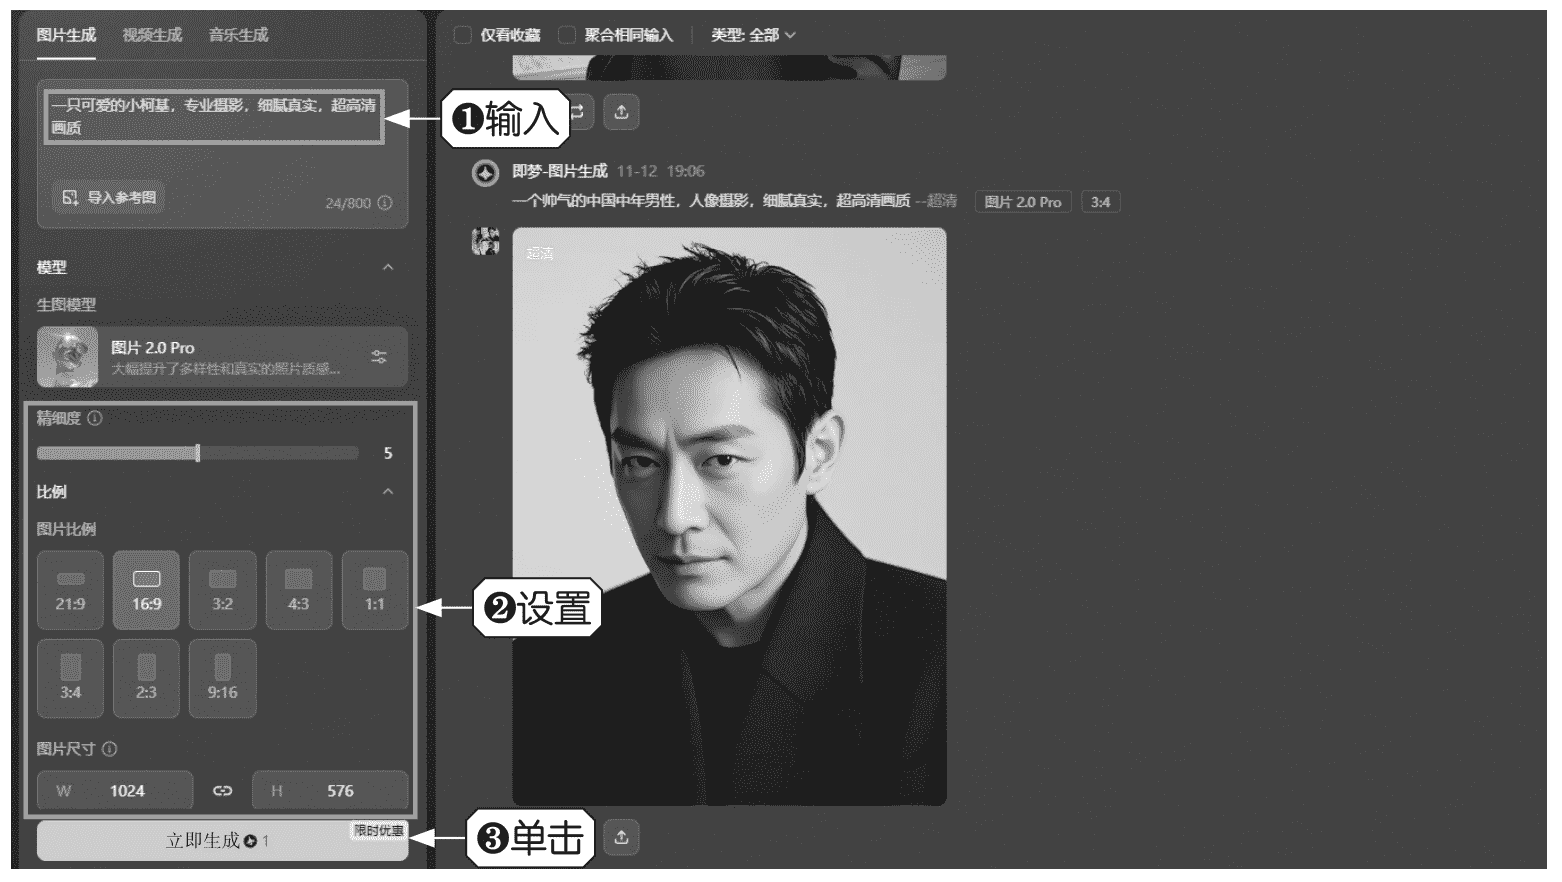 图片生成 视频生成 音乐生成
一只可爱的小柯基，专业摄影，细腻真实，超高清
画质
导入参考图
24/800
模型
生图模型
图片 2.0 Pro
大幅提升了多样性和真实的照片质感...
精细度
5
比例
图片比例
21:9 16:9 3:2 4:3 1:1
3:4 2:3 9:16
图片尺寸
W 1024 H 576
立即生成 1
限时优惠
仅看收藏 聚合相同输入 类型: 全部
❶输入
即梦-图片生成 11-12 19:06
一个帅气的中国中年男性，人像摄影，细腻真实，超高清画质 --超清 图片 2.0 Pro 3:4
超清
❷设置
❸单击